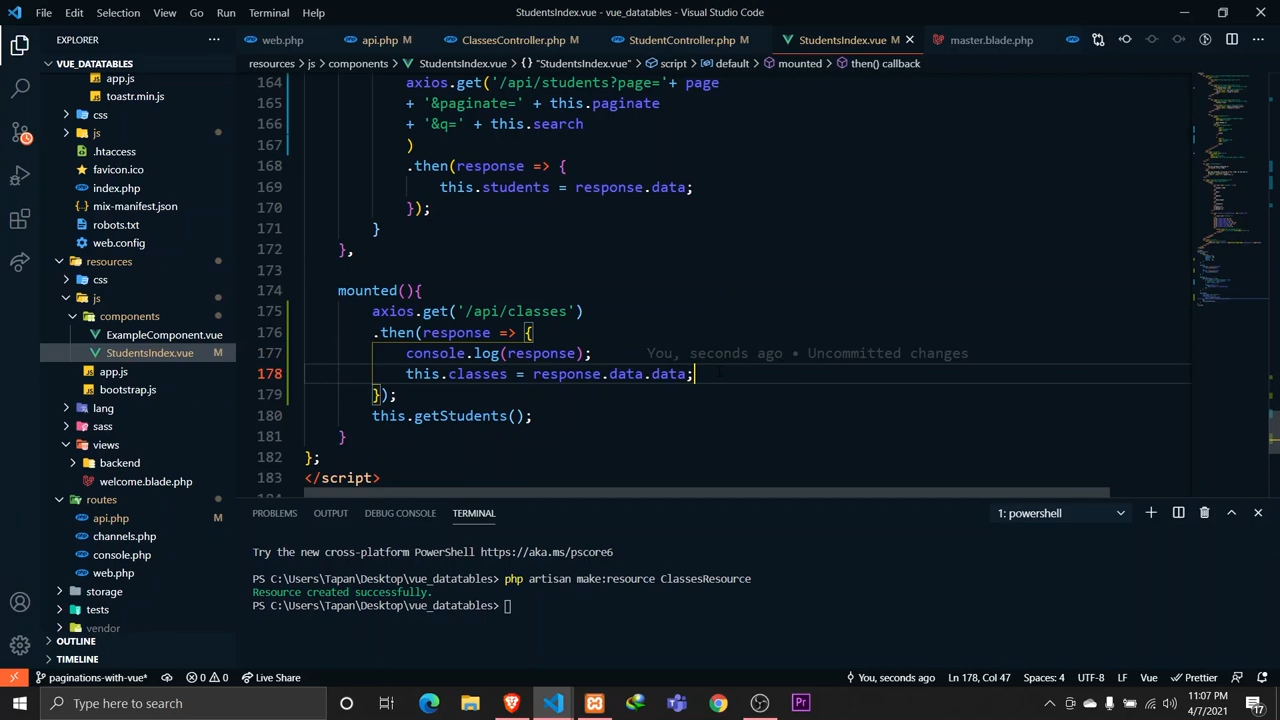 File Edit Selection View Go Run Terminal Help
StudentsIndex.vue - vue_datatables - Visual Studio Code
EXPLORER
VUE_DATATABLES
app.js
toastr.min.js
css
js
.htaccess
favicon.ico
index.php
mix-manifest.json
robots.txt
web.config
resources
css
js
components
ExampleComponent.vue
StudentsIndex.vue M
app.js
bootstrap.js
lang
sass
views
backend
welcome.blade.php
routes
api.php M
channels.php
console.php
web.php
storage
tests
vendor
OUTLINE
TIMELINE
web.php api.php M ClassesController.php M StudentController.php M StudentsIndex.vue M master.blade.php
resources > js > components > StudentsIndex.vue > {} "StudentsIndex.vue" > script > default > mounted > then() callback
164 axios.get('/api/students?page='+ page
165 + '&paginate=' + this.paginate
166 + '&q=' + this.search
167 )
168 .then(response => {
169 this.students = response.data;
170 });
171 }
172 },
173
174 mounted(){
175 axios.get('/api/classes')
176 .then(response => {
177 console.log(response); You, seconds ago • Uncommitted changes
178 this.classes = response.data.data;
179 });
180 this.getStudents();
181 }
182 };
183 </script>
PROBLEMS OUTPUT DEBUG CONSOLE TERMINAL
1: powershell
Try the new cross-platform PowerShell https://aka.ms/pscore6
PS C:\Users\Tapan\Desktop\vue_datatables> php artisan make:resource ClassesResource
Resource created successfully.
PS C:\Users\Tapan\Desktop\vue_datatables>
paginations-with-vue* 0 0 Live Share
You, seconds ago Ln 178, Col 47 Spaces: 4 UTF-8 LF Vue Prettier
Type here to search
11:07 PM
4/7/2021
17